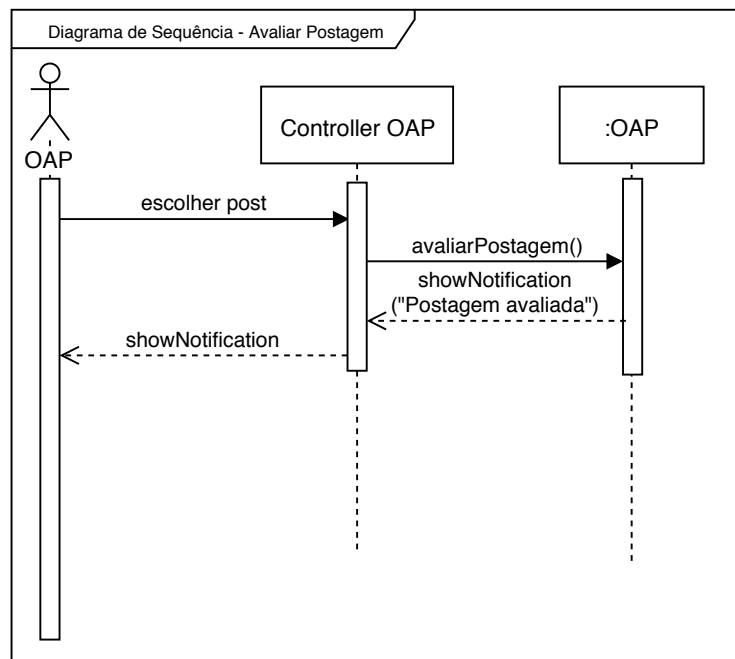 Diagrama de Sequência - Avaliar Postagem
OAP
Controller OAP
:OAP
escolher post
avaliarPostagem()
showNotification
("Postagem avaliada")
showNotification